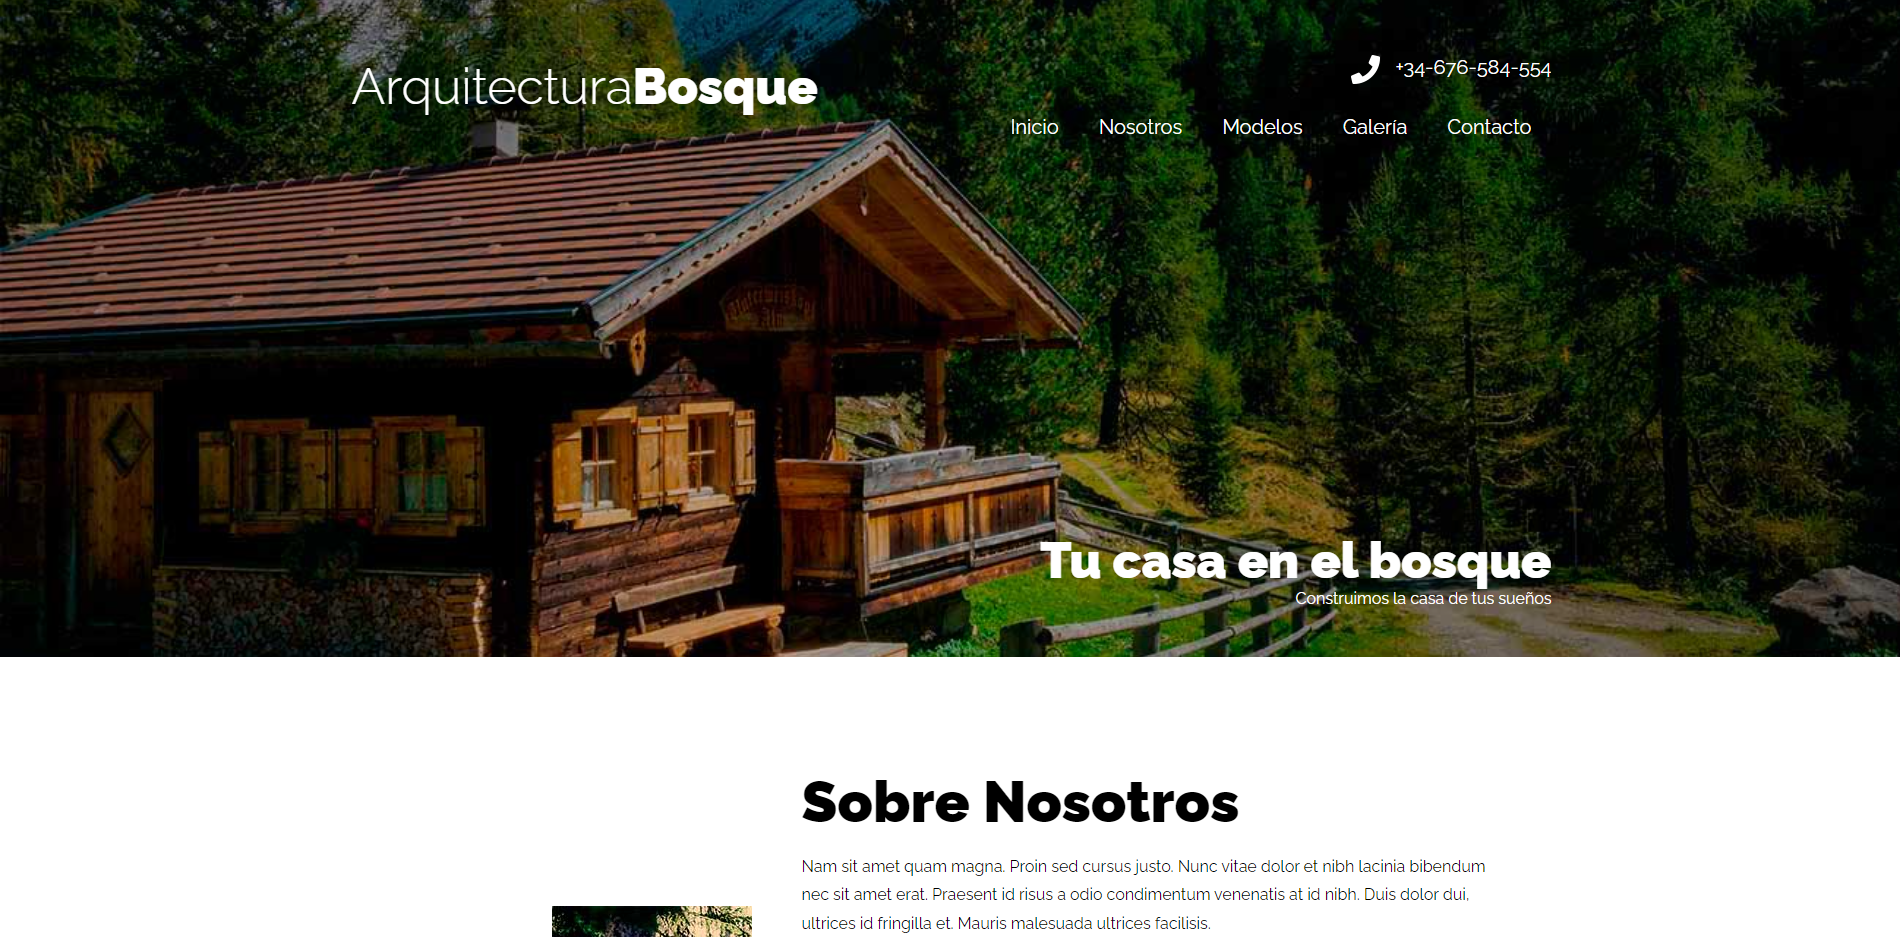 ArquitecturaBosque
+34-676-584-554
Inicio Nosotros Modelos Galería Contacto
Tu casa en el bosque
Construimos la casa de tus sueños
Sobre Nosotros
Nam sit amet quam magna. Proin sed cursus justo. Nunc vitae dolor et nibh lacinia bibendum
nec sit amet erat. Praesent id risus a odio condimentum venenatis at id nibh. Duis dolor dui,
ultrices id fringilla et. Mauris malesuada ultrices facilisis.